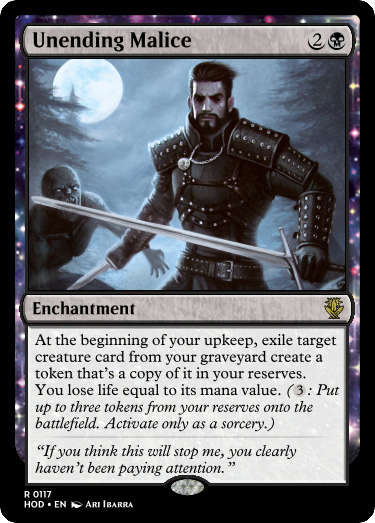 Unending Malice 2
Enchantment
At the beginning of your upkeep, exile target
creature card from your graveyard create a
token that's a copy of it in your reserves.
You lose life equal to its mana value. (3: Put
up to three tokens from your reserves onto the
battlefield. Activate only as a sorcery.)
“If you think this will stop me, you clearly
haven't been paying attention.”
R 0117
HOD • EN Ari Ibarra